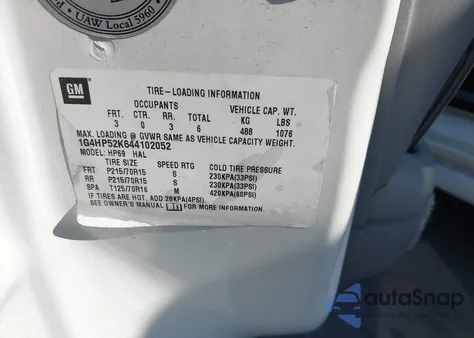 UAW Local 5960
GM
TIRE-LOADING INFORMATION
OCCUPANTS VEHICLE CAP. WT.
FRT. CTR. RR. TOTAL KG LBS
3 0 3 6 488 1076
MAX. LOADING @ GVWR SAME AS VEHICLE CAPACITY WEIGHT.
1G4HP52K644102052
MODEL: HP69 HAL
TIRE SIZE SPEED RTG COLD TIRE PRESSURE
FRT P215/70R15 S 230KPA(33PSI)
RR P215/70R15 S 230KPA(33PSI)
SPA T125/70R16 M 420KPA(60PSI)
IF TIRES ARE HOT, ADD 28KPA(4PSI).
SEE OWNER'S MANUAL FOR MORE INFORMATION.
autaSnap